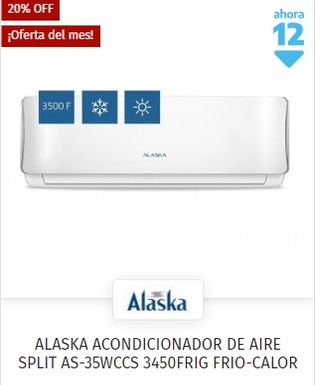 20% OFF
¡Oferta del mes!
ahora
12
3500 F
ALASKA
Alaska
ALASKA ACONDICIONADOR DE AIRE
SPLIT AS-35WCCS 3450FRIG FRIO-CALOR